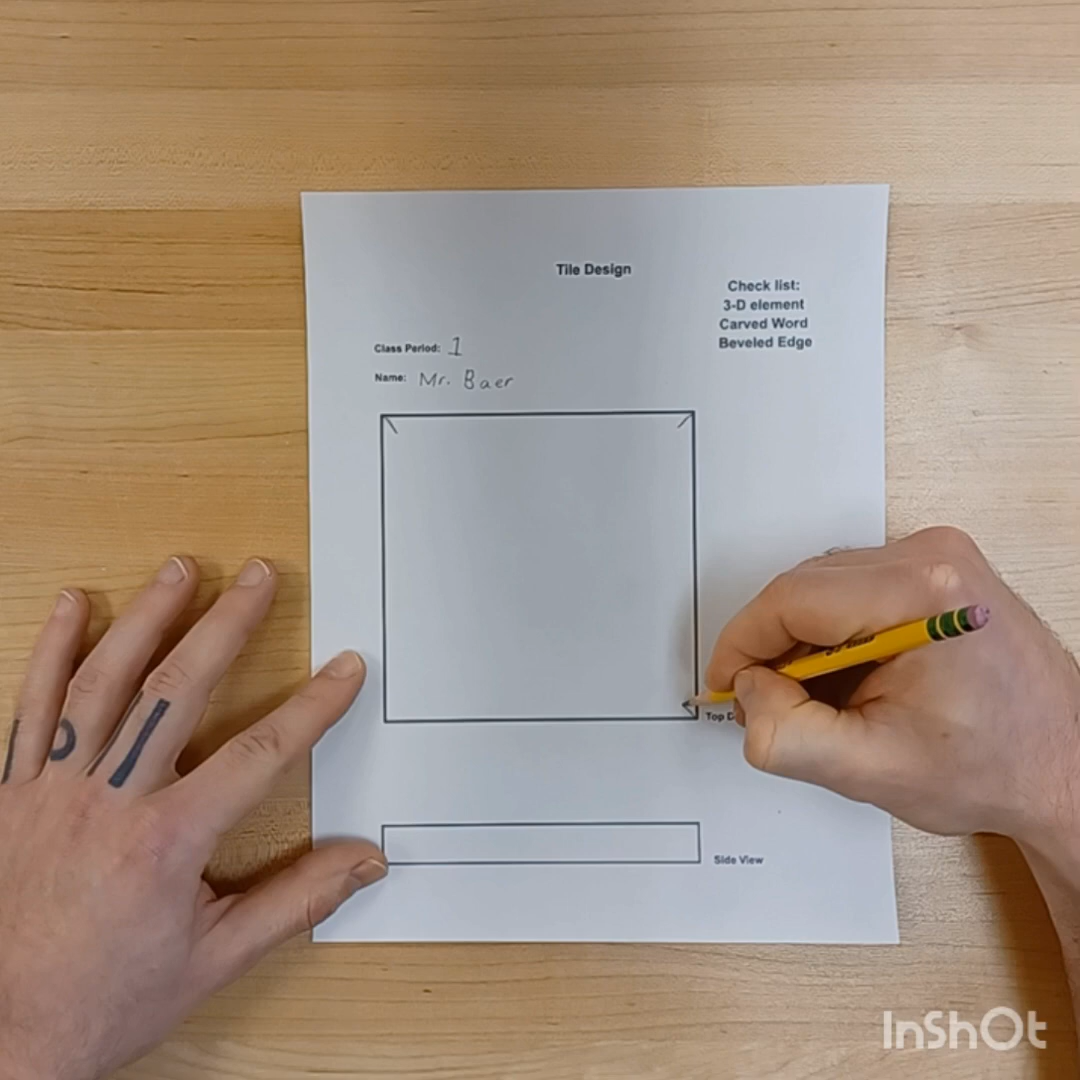 Tile Design
Check list:
3-D element
Carved Word
Beveled Edge
Class Period: 1
Name: Mr. Baer
Top
Side View
InShOt